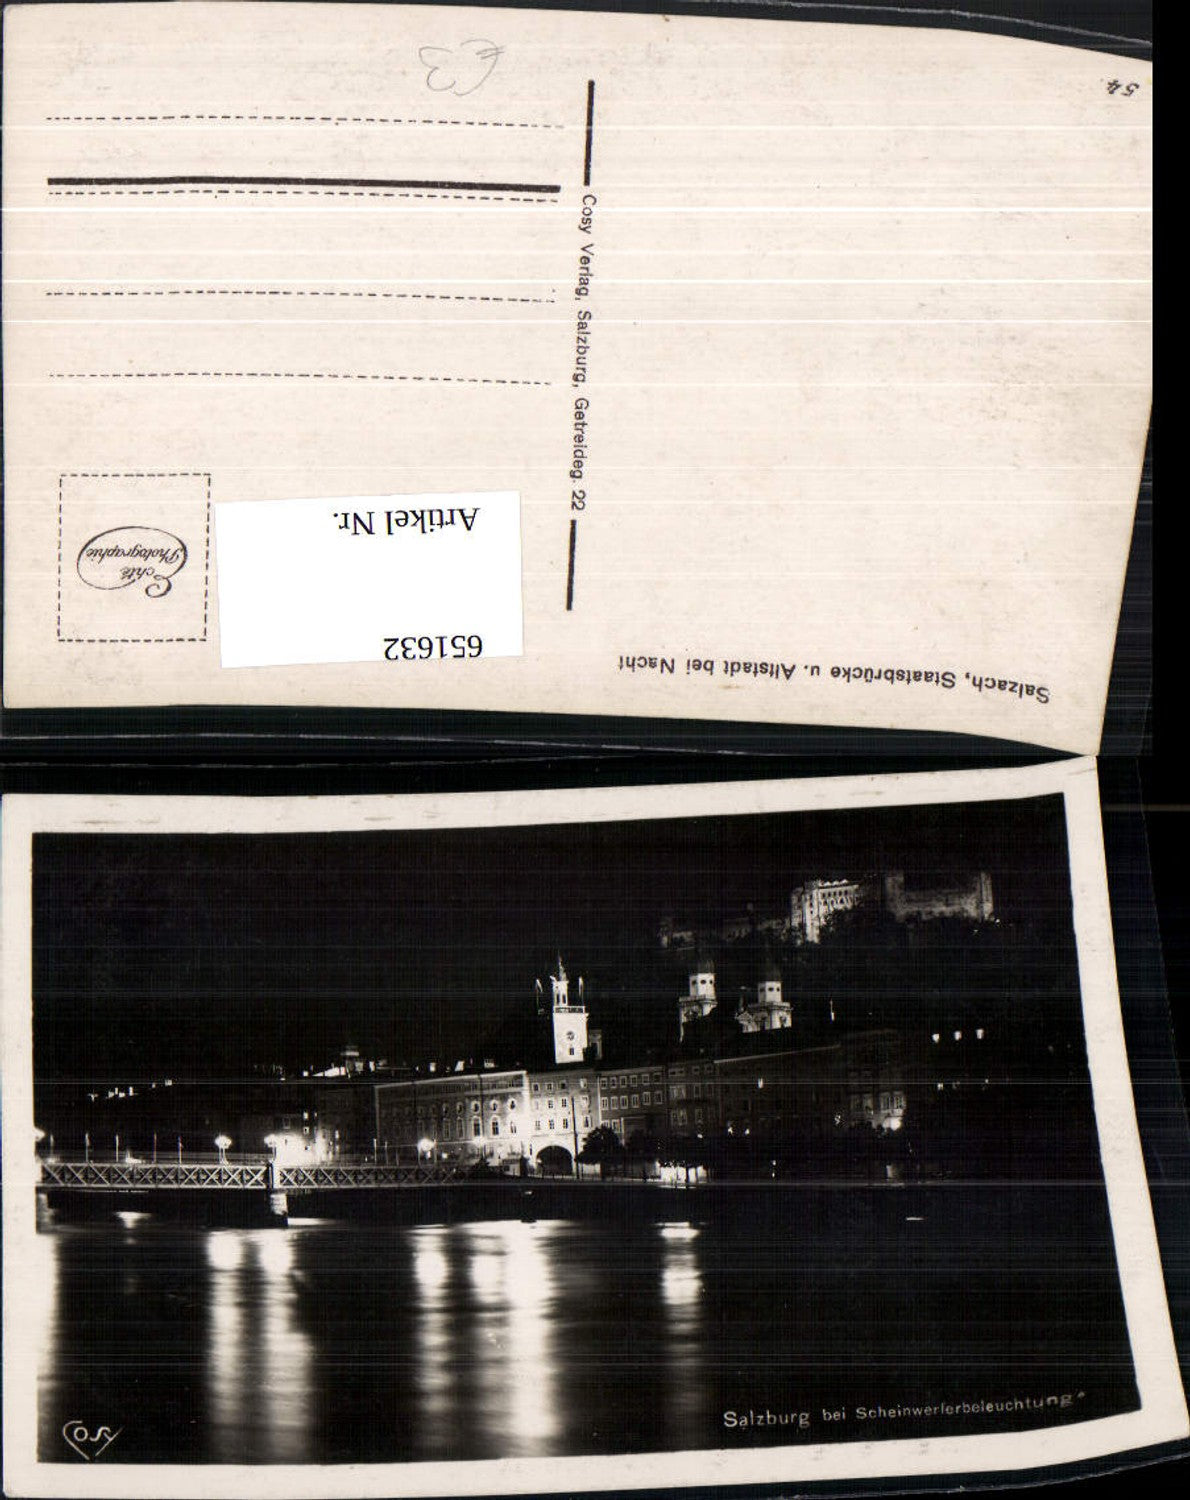 €3
54.
Cosy Verlag, Salzburg, Getreideg. 22
Echte
Photographie
Artikel Nr.
651632
Salzach, Staatsbrücke u. Altstadt bei Nacht
Salzburg bei Scheinwerferbeleuchtung
COSY